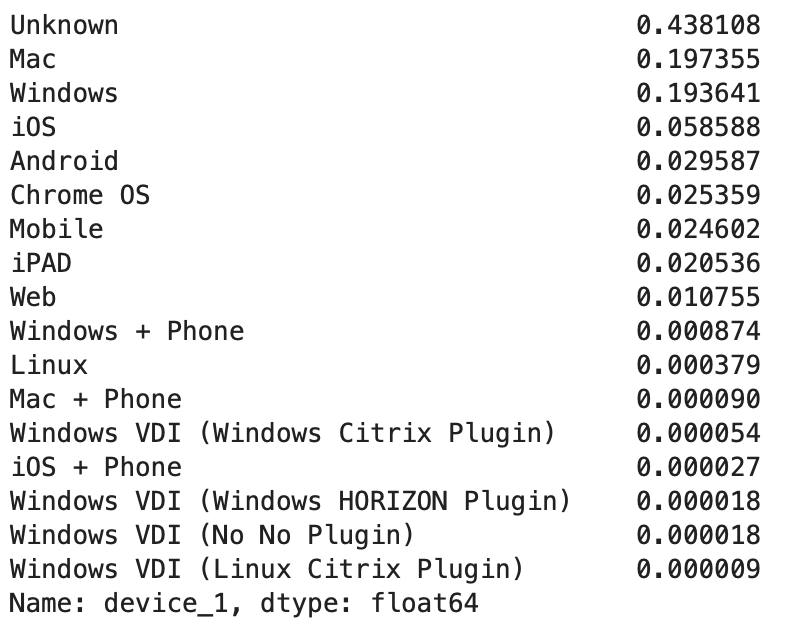 Unknown 0.438108
Mac 0.197355
Windows 0.193641
iOS 0.058588
Android 0.029587
Chrome OS 0.025359
Mobile 0.024602
iPAD 0.020536
Web 0.010755
Windows + Phone 0.000874
Linux 0.000379
Mac + Phone 0.000090
Windows VDI (Windows Citrix Plugin) 0.000054
iOS + Phone 0.000027
Windows VDI (Windows HORIZON Plugin) 0.000018
Windows VDI (No No Plugin) 0.000018
Windows VDI (Linux Citrix Plugin) 0.000009
Name: device_1, dtype: float64